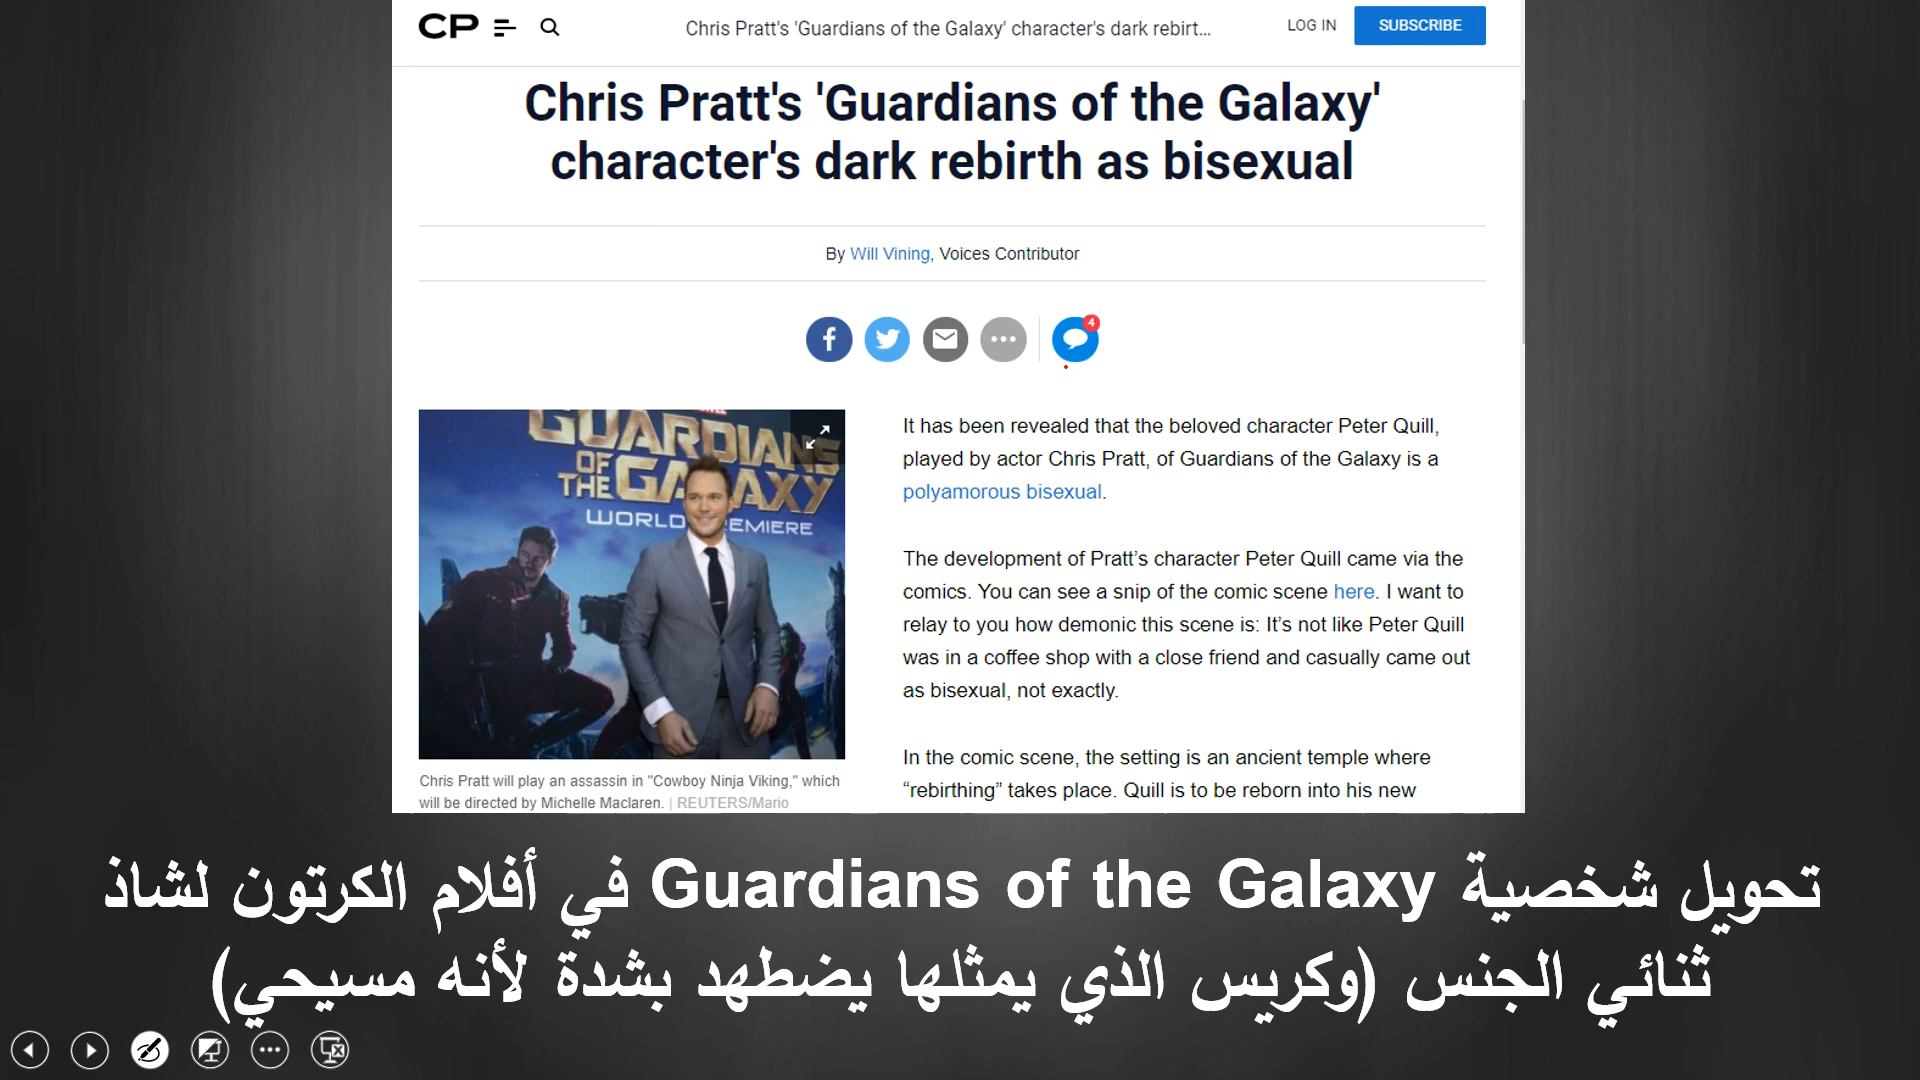 CP
Chris Pratt's 'Guardians of the Galaxy' character's dark rebirt...
LOG IN
SUBSCRIBE
Chris Pratt's 'Guardians of the Galaxy'
character's dark rebirth as bisexual
By Will Vining, Voices Contributor
4
GUARDIANS
OF
THE GALAXY
WORLD PREMIERE
Chris Pratt will play an assassin in "Cowboy Ninja Viking," which
will be directed by Michelle Maclaren. | REUTERS/Mario
It has been revealed that the beloved character Peter Quill,
played by actor Chris Pratt, of Guardians of the Galaxy is a
polyamorous bisexual.
The development of Pratt’s character Peter Quill came via the
comics. You can see a snip of the comic scene here. I want to
relay to you how demonic this scene is: It’s not like Peter Quill
was in a coffee shop with a close friend and casually came out
as bisexual, not exactly.
In the comic scene, the setting is an ancient temple where
“rebirthing” takes place. Quill is to be reborn into his new
تحويل شخصية Guardians of the Galaxy في أفلام الكرتون لشاذ
ثنائي الجنس (وكريس الذي يمثلها يضطهد بشدة لأنه مسيحي)